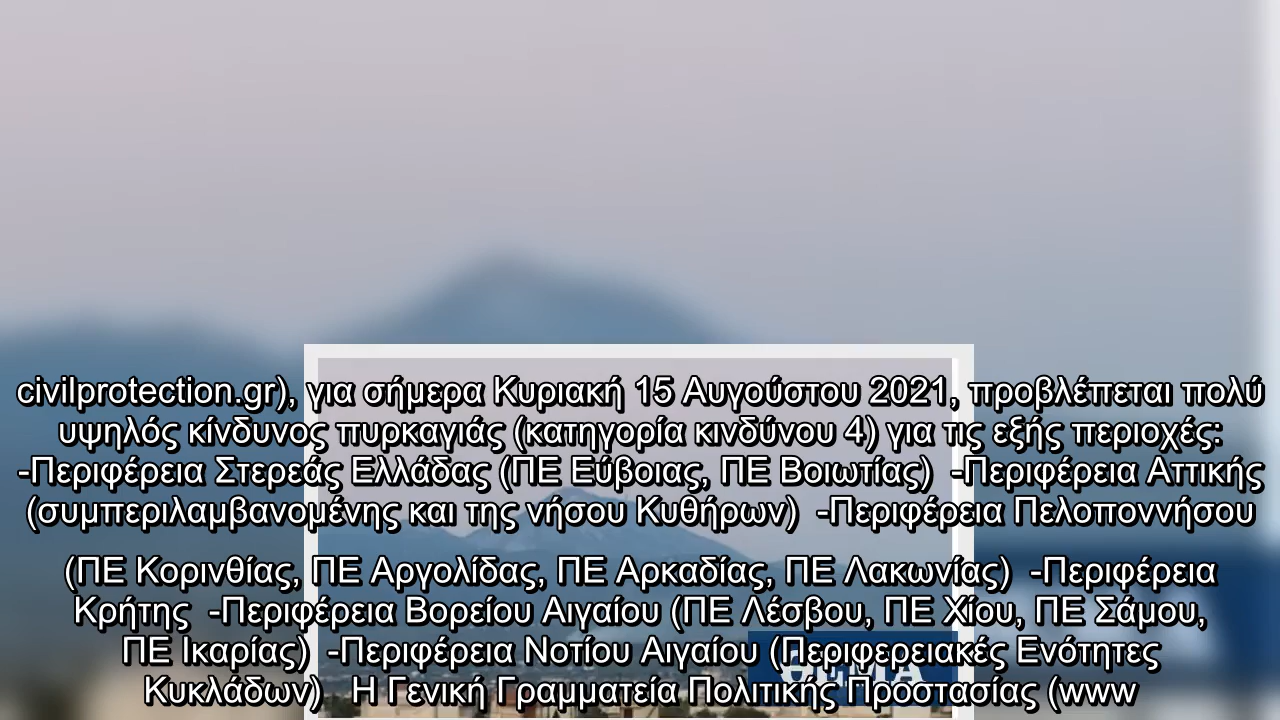 civilprotection.gr), για σήμερα Κυριακή 15 Αυγούστου 2021, προβλέπεται πολύ
υψηλός κίνδυνος πυρκαγιάς (κατηγορία κινδύνου 4) για τις εξής περιοχές:
-Περιφέρεια Στερεάς Ελλάδας (ΠΕ Εύβοιας, ΠΕ Βοιωτίας)  -Περιφέρεια Αττικής
(συμπεριλαμβανομένης και της νήσου Κυθήρων)  -Περιφέρεια Πελοποννήσου
(ΠΕ Κορινθίας, ΠΕ Αργολίδας, ΠΕ Αρκαδίας, ΠΕ Λακωνίας)  -Περιφέρεια
Κρήτης  -Περιφέρεια Βορείου Αιγαίου (ΠΕ Λέσβου, ΠΕ Χίου, ΠΕ Σάμου,
ΠΕ Ικαρίας)  -Περιφέρεια Νοτίου Αιγαίου (Περιφερειακές Ενότητες
Κυκλάδων)   Η Γενική Γραμματεία Πολιτικής Προστασίας (www